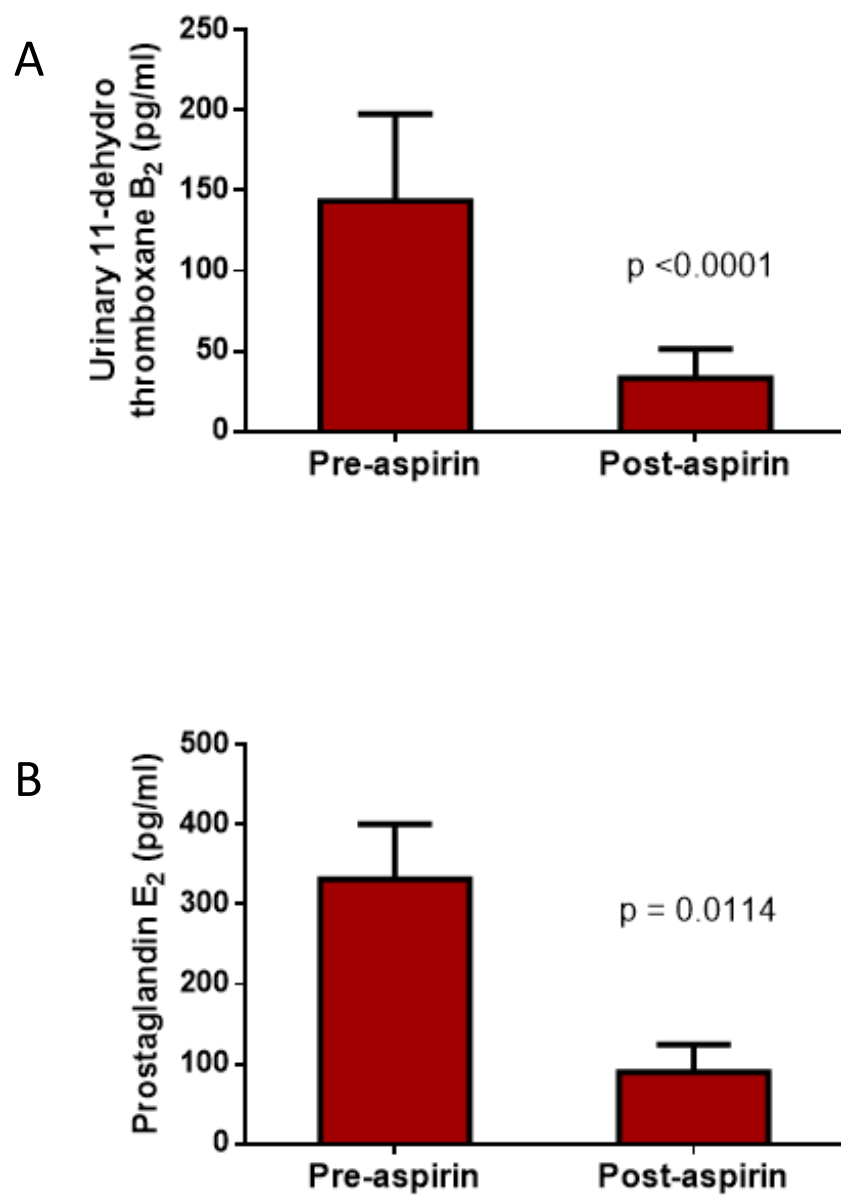 A
Urinary 11-dehydro
thromboxane B₂ (pg/ml)
250
200
150
100
50
0
p <0.0001
Pre-aspirin Post-aspirin
B
Prostaglandin E₂ (pg/ml)
500
400
300
200
100
0
p = 0.0114
Pre-aspirin Post-aspirin